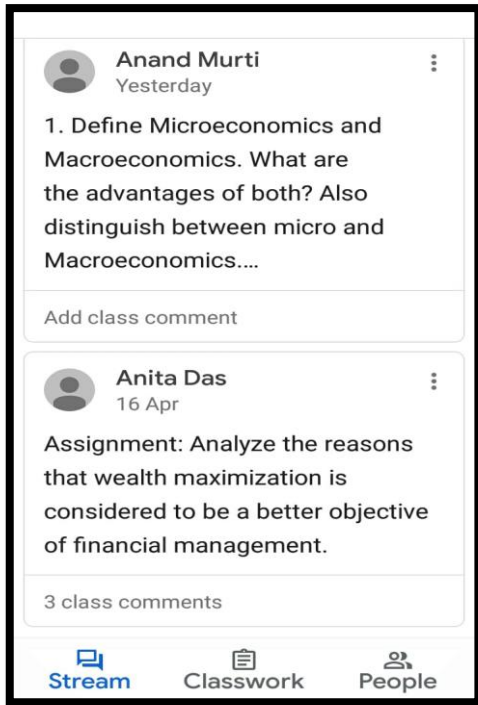 Anand Murti
Yesterday
1. Define Microeconomics and
Macroeconomics. What are
the advantages of both? Also
distinguish between micro and
Macroeconomics....
Add class comment
Anita Das
16 Apr
Assignment: Analyze the reasons
that wealth maximization is
considered to be a better objective
of financial management.
3 class comments
Stream Classwork People